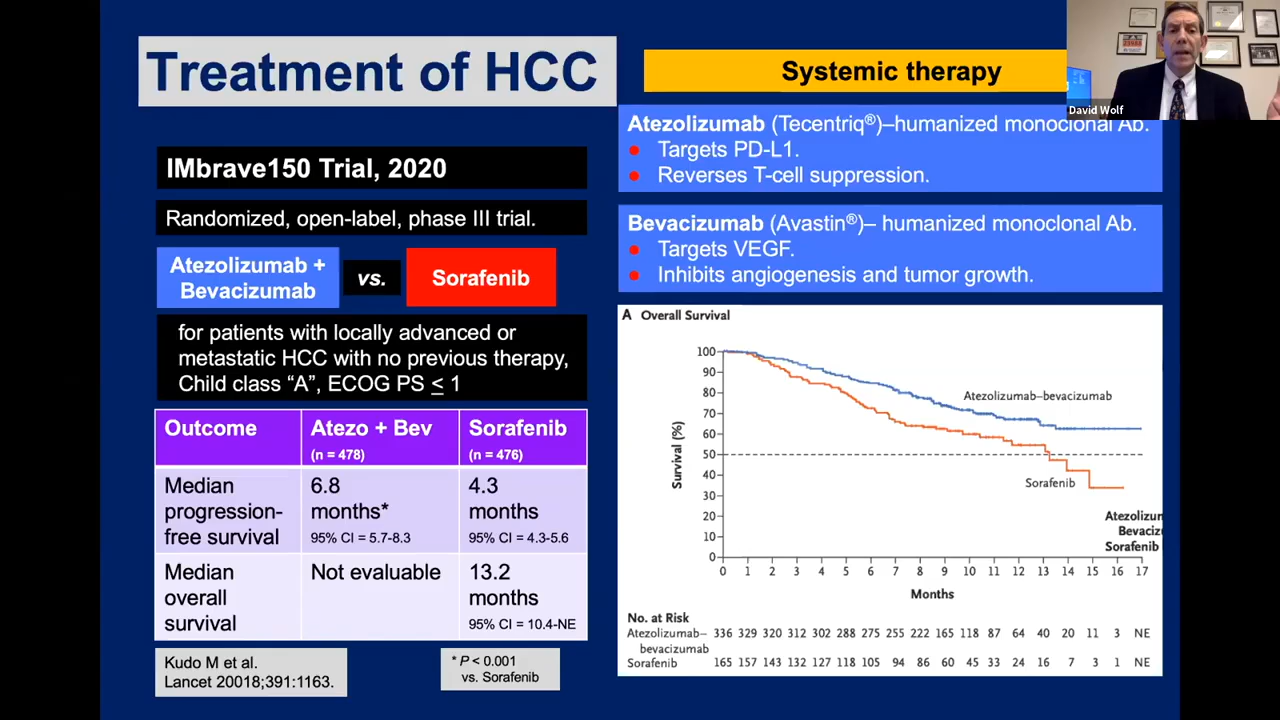 Treatment of HCC
Systemic therapy
David Wolf
IMbrave150 Trial, 2020
Randomized, open-label, phase III trial.
Atezolizumab +
Bevacizumab
vs.
Sorafenib
for patients with locally advanced or
metastatic HCC with no previous therapy,
Child class “A”, ECOG PS < 1
Outcome
Atezo + Bev
(n = 478)
Sorafenib
(n = 476)
Median
progression-
free survival
6.8
months*
95% CI = 5.7-8.3
4.3
months
95% CI = 4.3-5.6
Median
overall
survival
Not evaluable
13.2
months
95% CI = 10.4-NE
Kudo M et al.
Lancet 20018;391:1163.
* P < 0.001
vs. Sorafenib
Atezolizumab (Tecentriq®)–humanized monoclonal Ab.
● Targets PD-L1.
● Reverses T-cell suppression.
Bevacizumab (Avastin®)– humanized monoclonal Ab.
● Targets VEGF.
● Inhibits angiogenesis and tumor growth.
A Overall Survival
Survival (%)
100
90
80
70
60
50
40
30
20
10
0
Atezolizumab–bevacizumab
Sorafenib
Atezolizum
Bevaciz
Sorafenib
0 1 2 3 4 5 6 7 8 9 10 11 12 13 14 15 16 17
Months
No. at Risk
Atezolizumab–
bevacizumab
336 329 320 312 302 288 275 255 222 165 118 87 64 40 20 11 3 NE
Sorafenib 165 157 143 132 127 118 105 94 86 60 45 33 24 16 7 3 1 NE